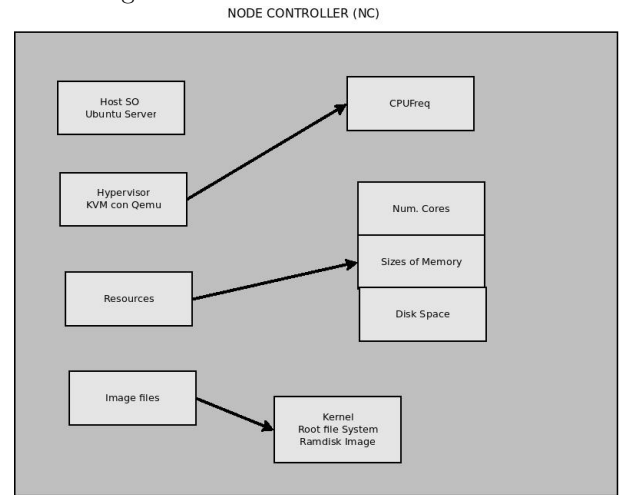 NODE CONTROLLER (NC)
Host SO
Ubuntu Server
CPUFreq
Hypervisor
KVM con Qemu
Num. Cores
Sizes of Memory
Resources
Disk Space
Image files
Kernel
Root file System
Ramdisk Image